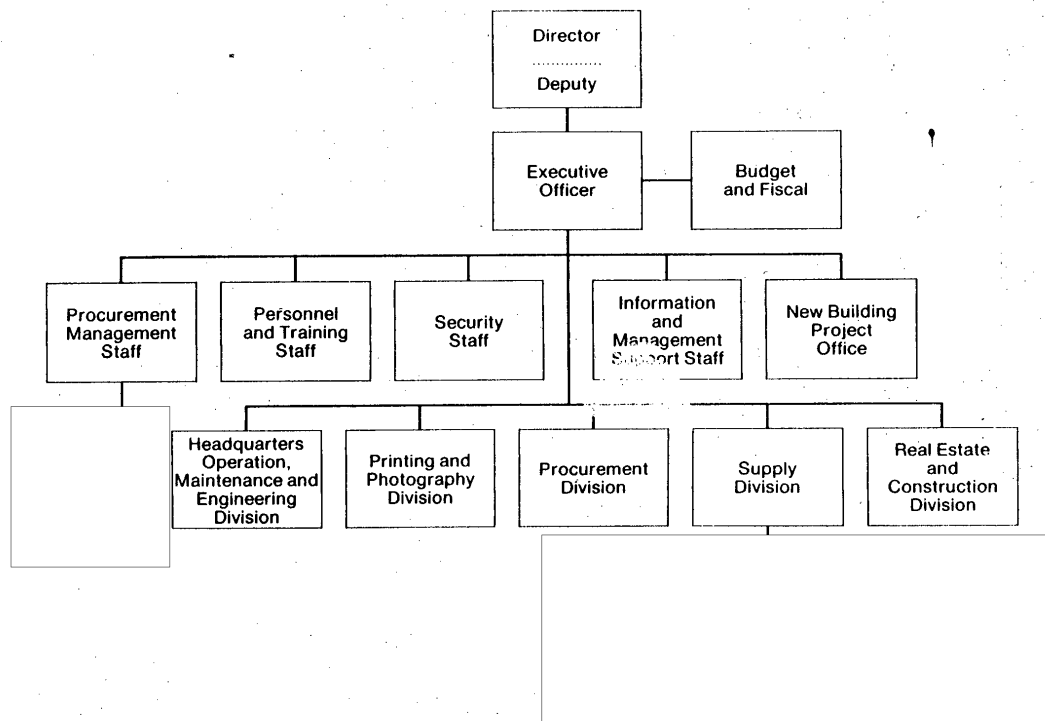 Director
Deputy
Executive
Officer
Budget
and Fiscal
Procurement
Management
Staff
Personnel
and Training
Staff
Security
Staff
Information
and
Management
Support Staff
New Building
Project
Office
Headquarters
Operation,
Maintenance and
Engineering
Division
Printing and
Photography
Division
Procurement
Division
Supply
Division
Real Estate
and
Construction
Division